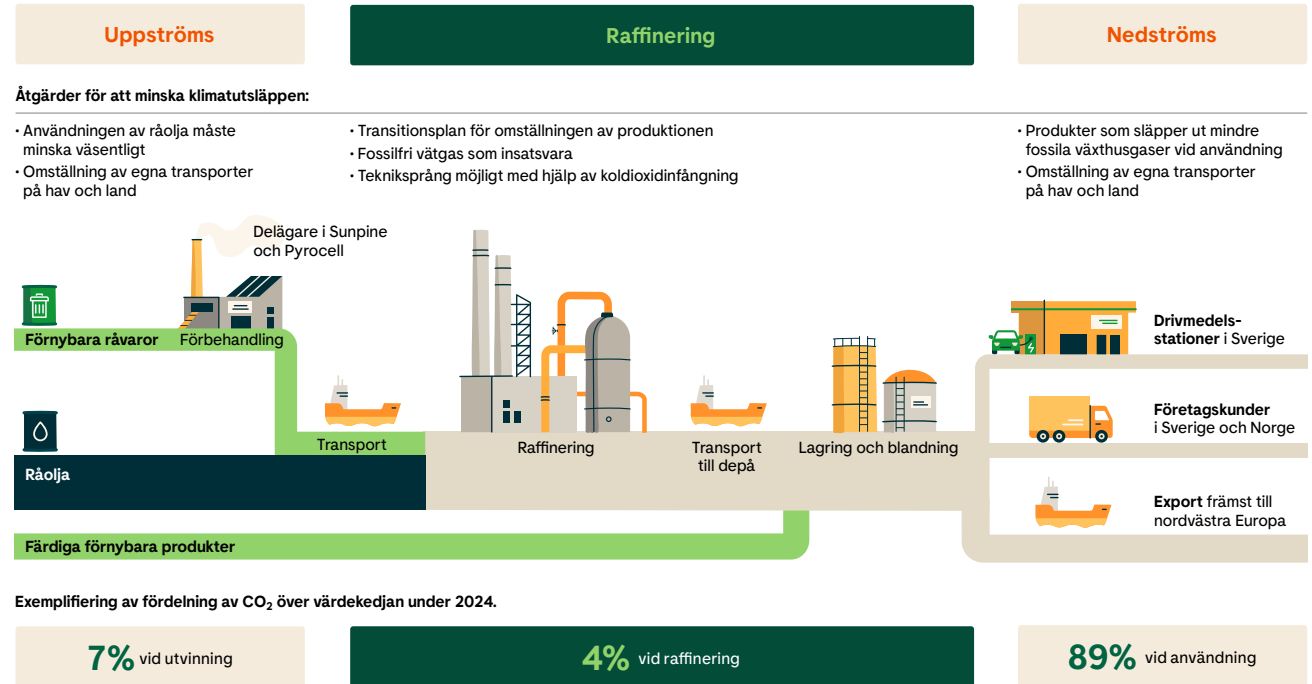 Uppströms
Raffinering
Nedströms
Åtgärder för att minska klimatutsläppen:
· Användningen av råolja måste
minska väsentligt
· Omställning av egna transporter
på hav och land
· Transitionsplan för omställningen av produktionen
· Fossilfri vätgas som insatsvara
· Tekniksprång möjligt med hjälp av koldioxidinfångning
· Produkter som släpper ut mindre
fossila växthusgaser vid användning
· Omställning av egna transporter
på hav och land
Delägare i Sunpine
och Pyrocell
Förnybara råvaror
Förbehandling
Transport
Råolja
Raffinering
Transport
till depå
Lagring och blandning
Drivmedels-
stationer i Sverige
Företagskunder
i Sverige och Norge
Export främst till
nordvästra Europa
Färdiga förnybara produkter
Exemplifiering av fördelning av CO₂ över värdekedjan under 2024.
7% vid utvinning
4% vid raffinering
89% vid användning